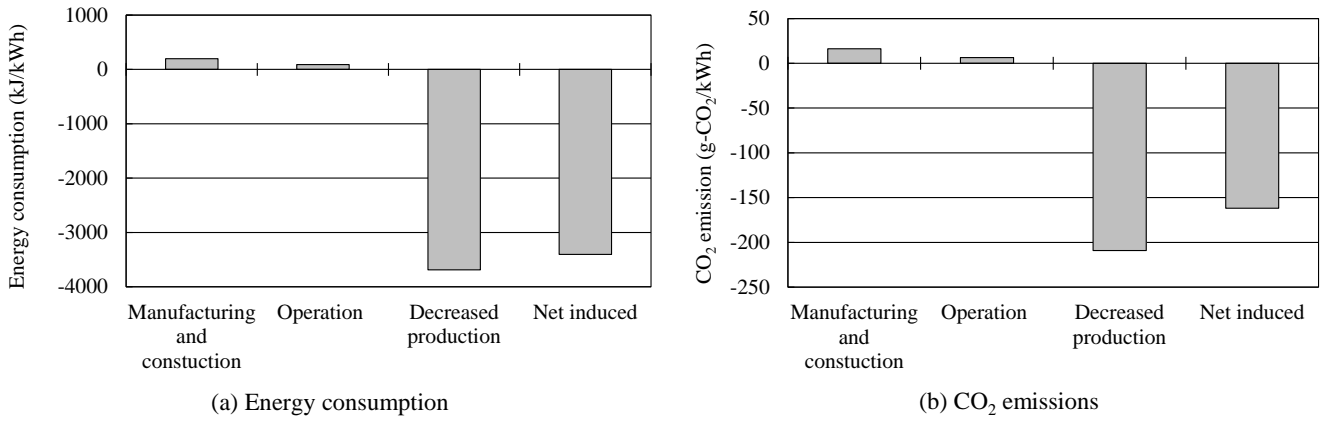 Energy consumption (kJ/kWh)
1000
0
-1000
-2000
-3000
-4000
Manufacturing
and
constuction
Operation
Decreased
production
Net induced
(a) Energy consumption
CO₂ emission (g-CO₂/kWh)
50
0
-50
-100
-150
-200
-250
Manufacturing
and
constuction
Operation
Decreased
production
Net induced
(b) CO₂ emissions